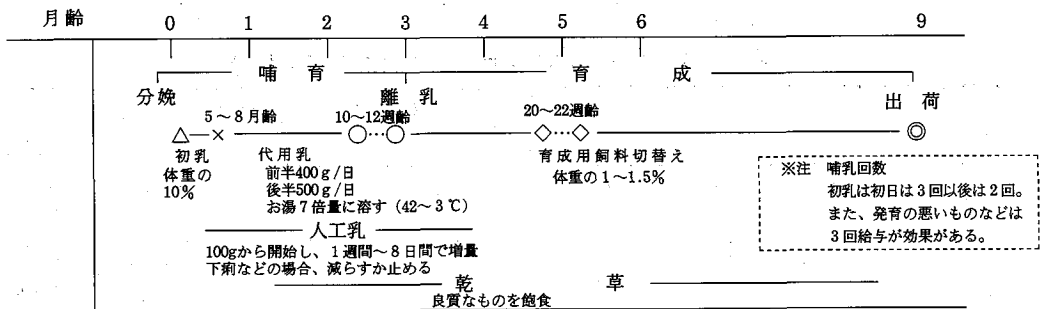 月齢 0 1 2 3 4 5 6 9
哺育 育成
分娩 離乳 出荷
5～8月齢 10～12週齢 20～22週齢
初乳
体重の
10%
代用乳
前半400g/日
後半500g/日
お湯7倍量に溶す(42～3℃)
育成用飼料切替え
体重の1～1.5%
※注 哺乳回数
初乳は初日は3回以後は2回。
また、発育の悪いものなどは
3回給与が効果がある。
人工乳
100gから開始し、1週間～8日間で増量
下痢などの場合、減らすか止める
乾草
良質なものを飽食